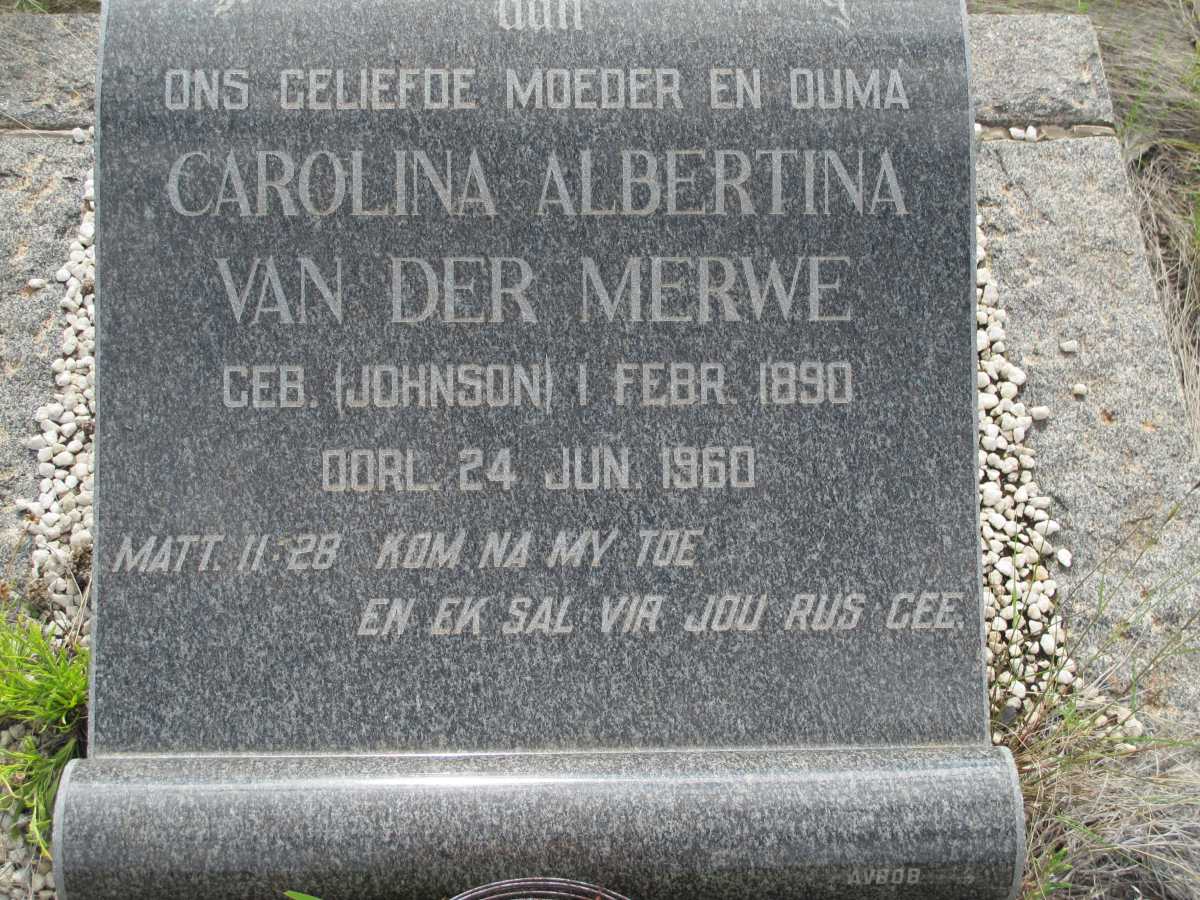 aan
ONS GELIEFDE MOEDER EN OUMA
CAROLINA ALBERTINA
VAN DER MERWE
GEB. (JOHNSON) 1 FEBR. 1890
OORL. 24 JUN. 1960
MATT. 11-28 KOM NA MY TOE
EN EK SAL VIR JOU RUS GEE.
AVBOB